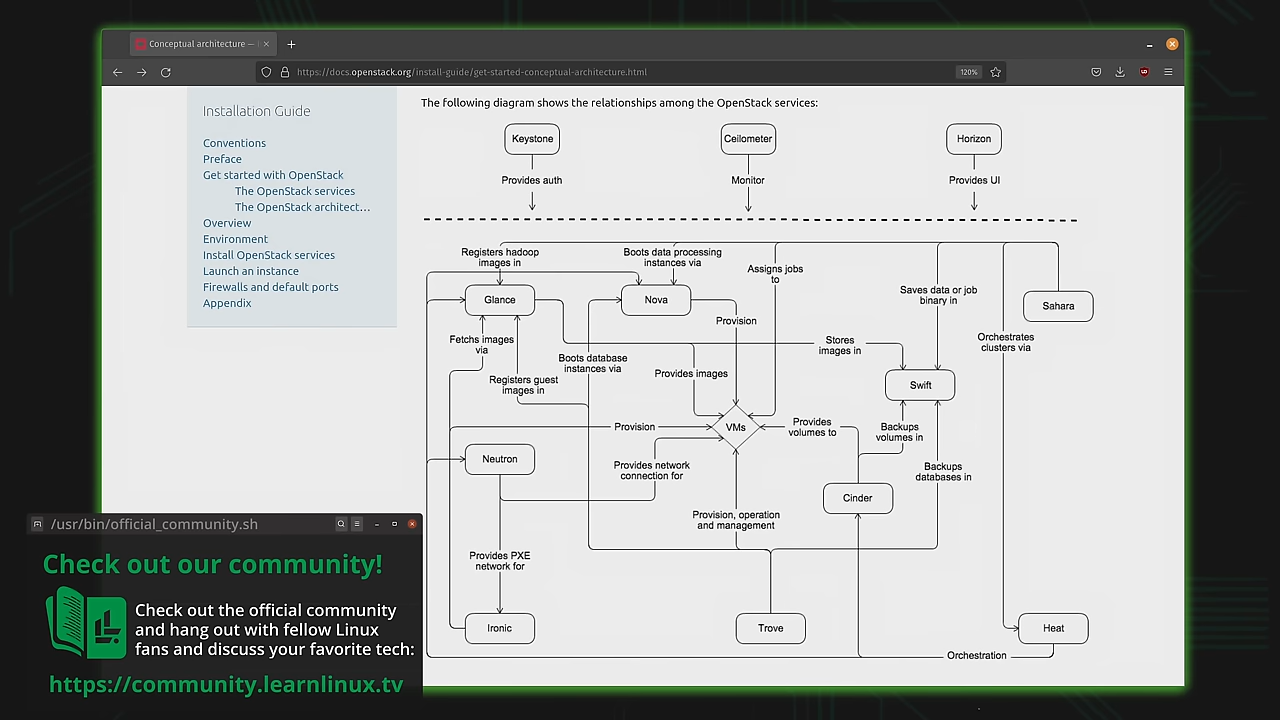 Conceptual architecture —
https://docs.openstack.org/install-guide/get-started-conceptual-architecture.html
120%
Installation Guide
Conventions
Preface
Get started with OpenStack
The OpenStack services
The OpenStack architect...
Overview
Environment
Install OpenStack services
Launch an instance
Firewalls and default ports
Appendix
The following diagram shows the relationships among the OpenStack services:
Keystone
Ceilometer
Horizon
Provides auth
Monitor
Provides UI
Registers hadoop
images in
Boots data processing
instances via
Assigns jobs
to
Saves data or job
binary in
Glance
Nova
Sahara
Provision
Fetchs images
via
Stores
images in
Orchestrates
clusters via
Boots database
instances via
Provides images
Registers guest
images in
Swift
Provision
VMs
Provides
volumes to
Backups
volumes in
Neutron
Provides network
connection for
Backups
databases in
Cinder
Provision, operation
and management
Provides PXE
network for
Ironic
Trove
Heat
Orchestration
/usr/bin/official_community.sh
Check out our community!
Check out the official community
and hang out with fellow Linux
fans and discuss your favorite tech:
https://community.learnlinux.tv